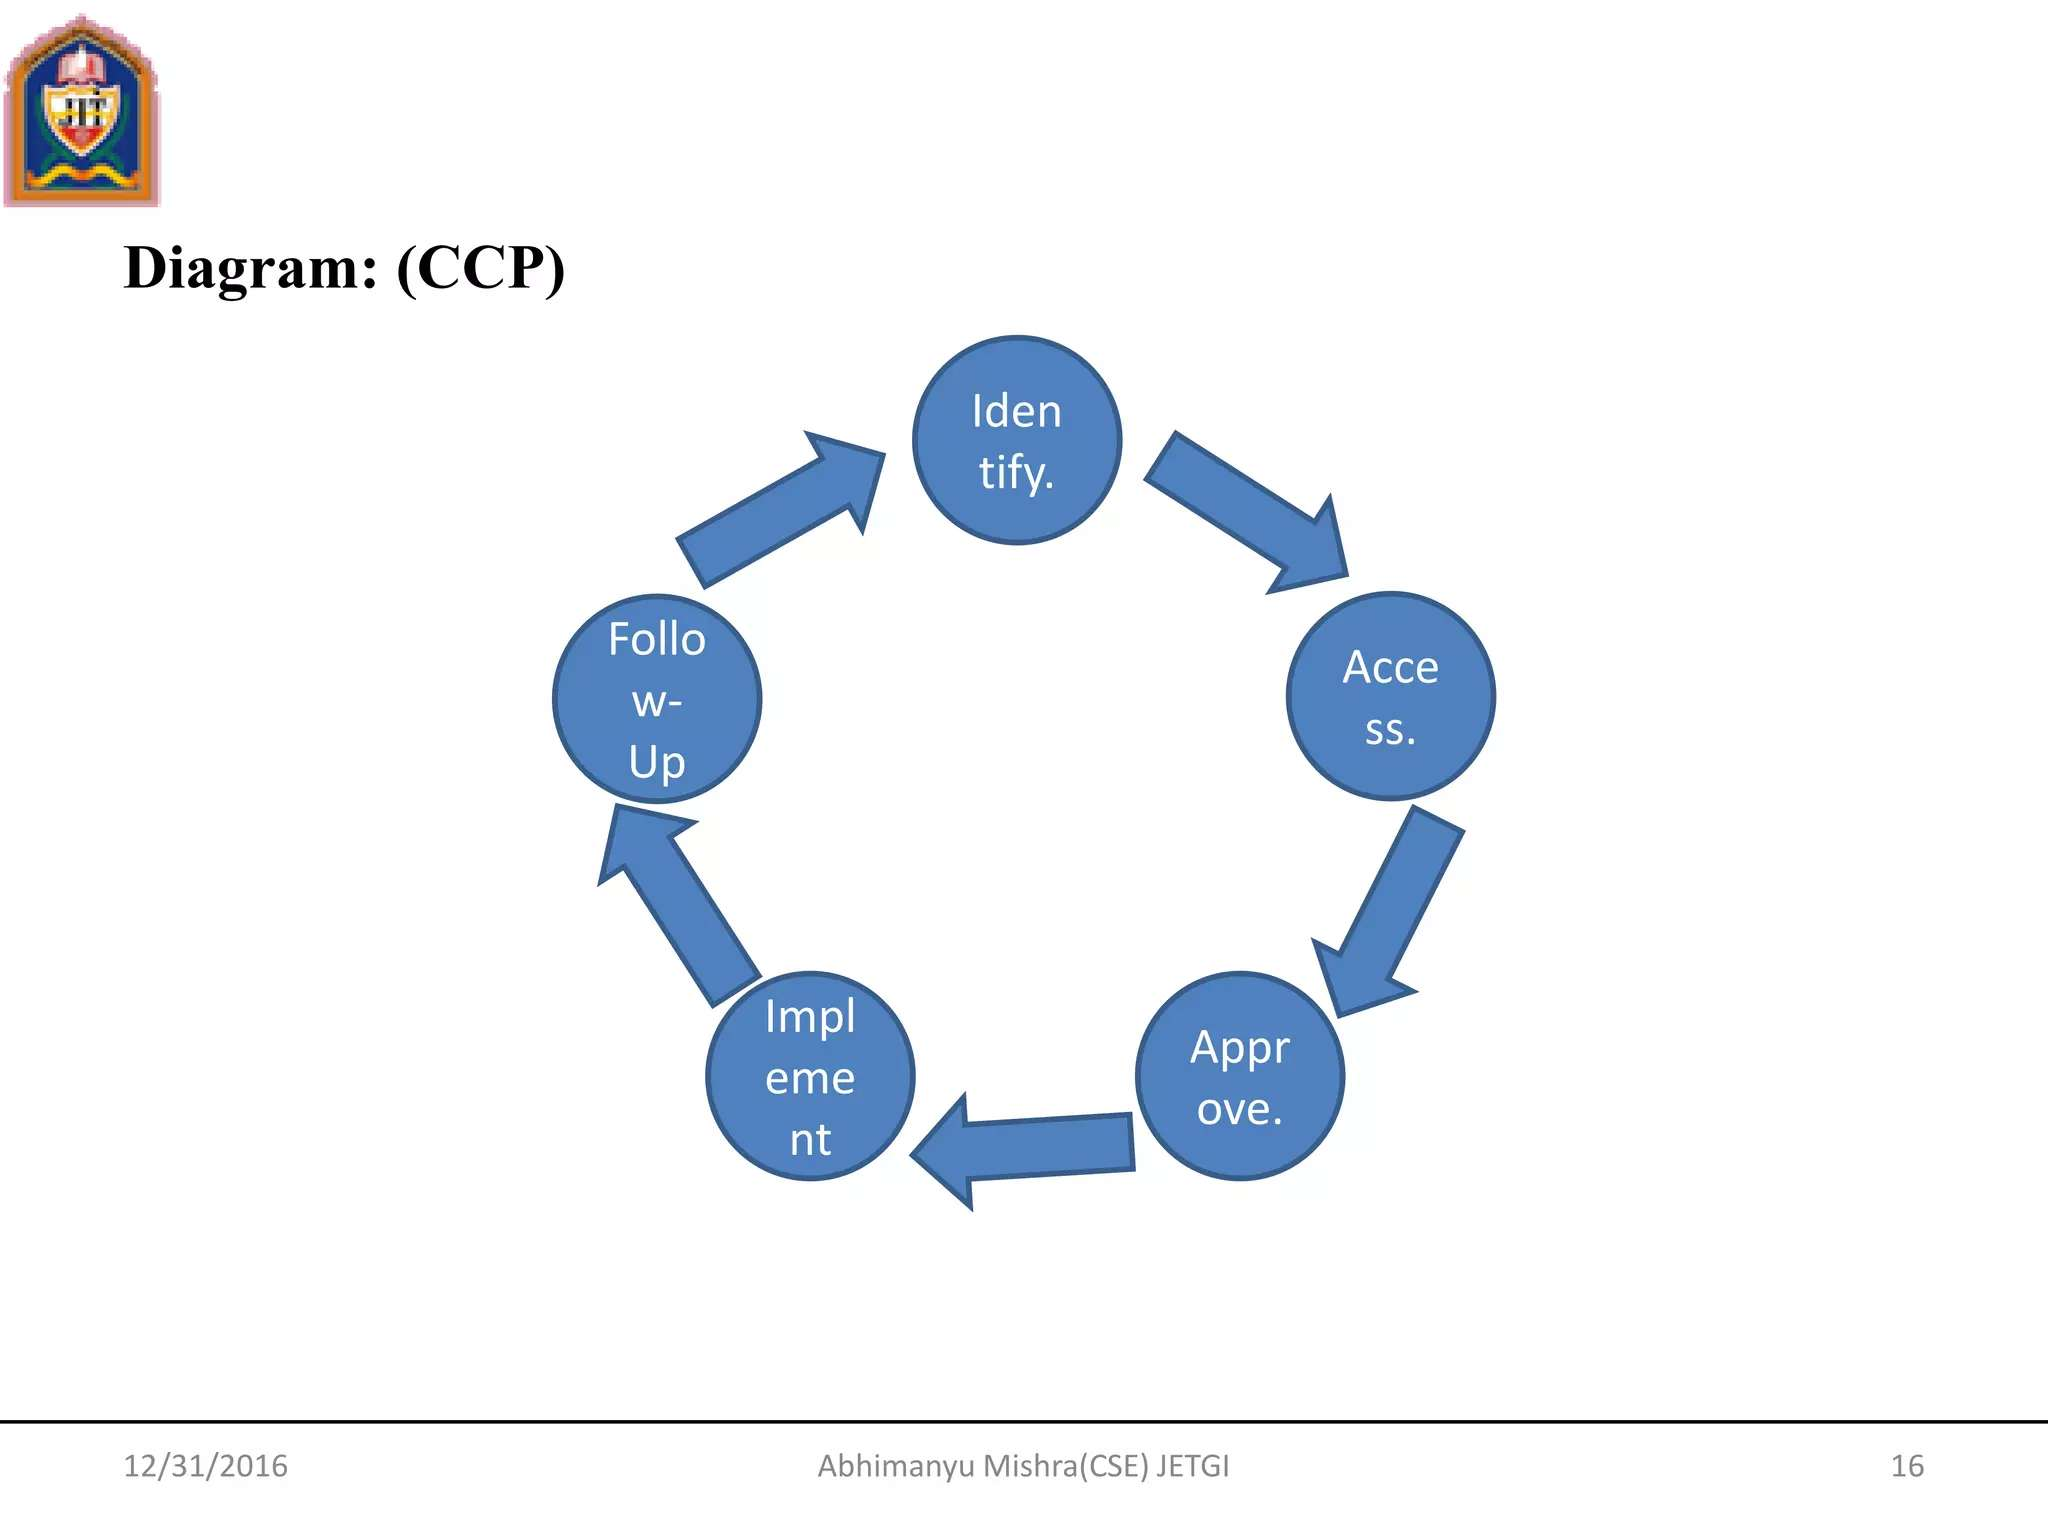 JIT
Diagram: (CCP)
Iden
tify.
Acce
ss.
Appr
ove.
Impl
eme
nt
Follo
w-
Up
12/31/2016
Abhimanyu Mishra(CSE) JETGI
16